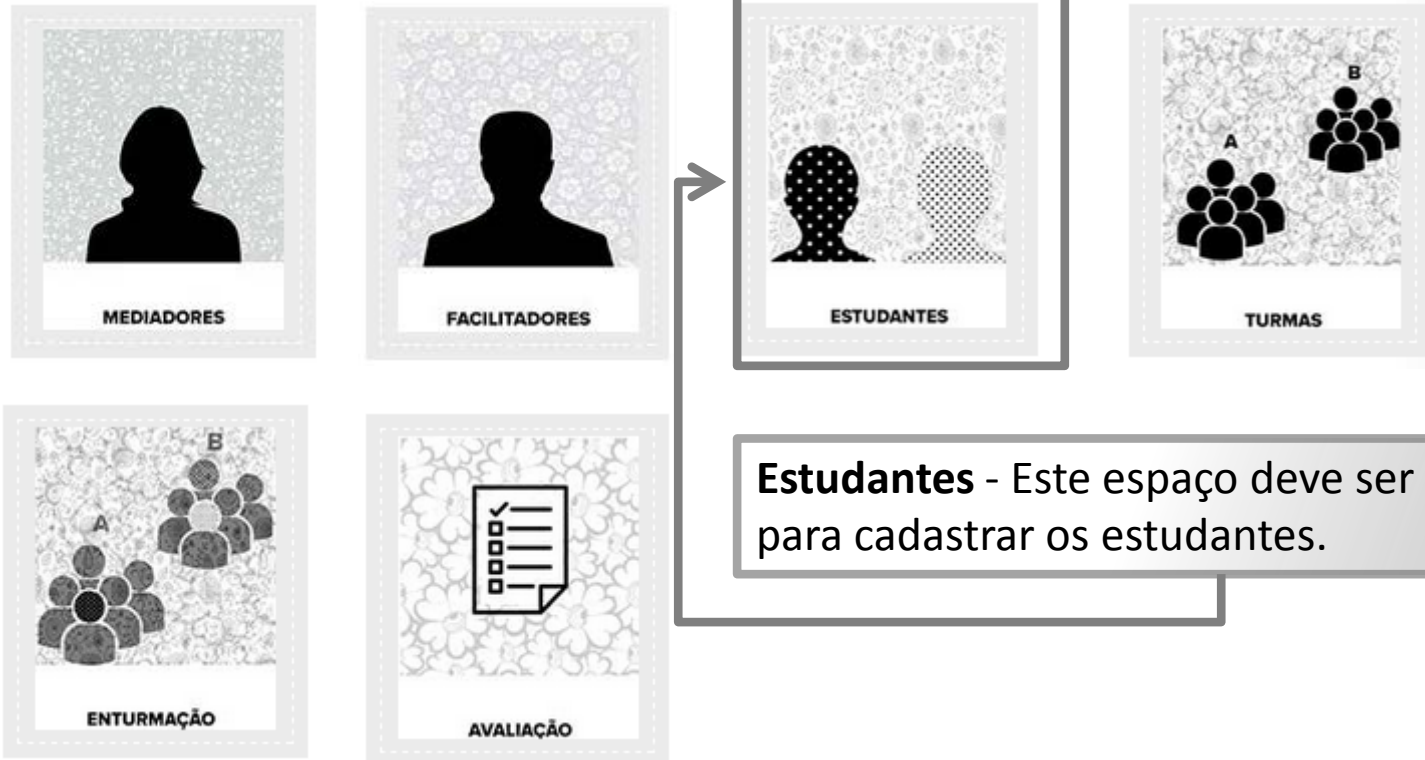 MEDIADORES
FACILITADORES
ESTUDANTES
B
A
TURMAS
B
A
ENTURMAÇÃO
AVALIAÇÃO
Estudantes - Este espaço deve ser
para cadastrar os estudantes.